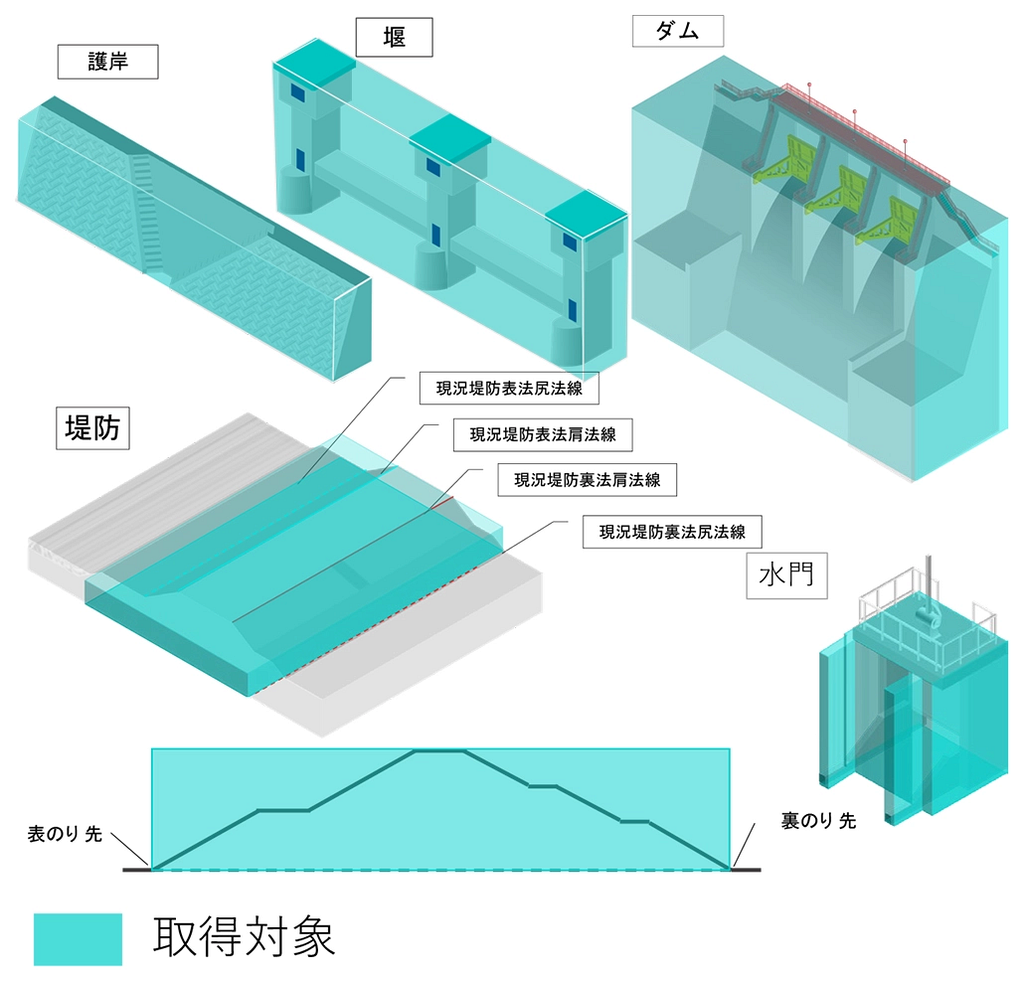 護岸
堰
ダム
堤防
現況堤防表法尻法線
現況堤防表法肩法線
現況堤防裏法肩法線
現況堤防裏法尻法線
水門
表のり先
裏のり先
取得対象